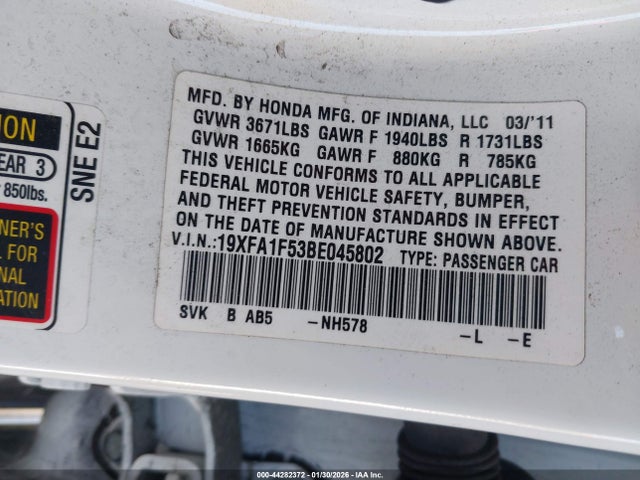 MFD. BY HONDA MFG. OF INDIANA, LLC 03/'11
GVWR 3671LBS GAWR F 1940LBS R 1731LBS
GVWR 1665KG GAWR F 880KG R 785KG
THIS VEHICLE CONFORMS TO ALL APPLICABLE
FEDERAL MOTOR VEHICLE SAFETY, BUMPER,
AND THEFT PREVENTION STANDARDS IN EFFECT
ON THE DATE OF MANUFACTURE SHOWN ABOVE.
V.I.N.: 19XFA1F53BE045802 TYPE: PASSENGER CAR
SVK B AB5 -NH578 -L -E
ION
EAR 3
850lbs.
SNE E2
NER'S
L FOR
NAL
ATION
000-44282372 - 01/30/2026 - IAA Inc.